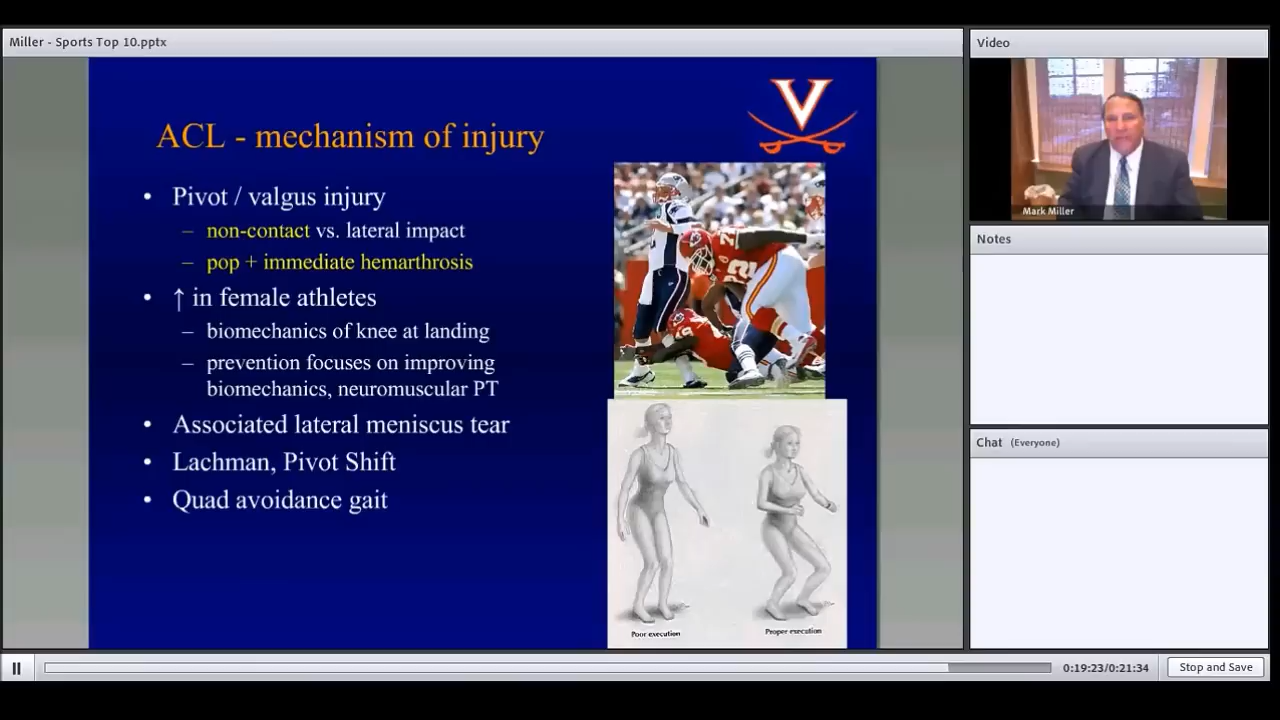 Miller - Sports Top 10.pptx
ACL - mechanism of injury
• Pivot / valgus injury
– non-contact vs. lateral impact
– pop + immediate hemarthrosis
• ↑ in female athletes
– biomechanics of knee at landing
– prevention focuses on improving
biomechanics, neuromuscular PT
• Associated lateral meniscus tear
• Lachman, Pivot Shift
• Quad avoidance gait
V
Poor execution
Proper execution
Video
Mark Miller
Notes
Chat (Everyone)
0:19:23/0:21:34
Stop and Save